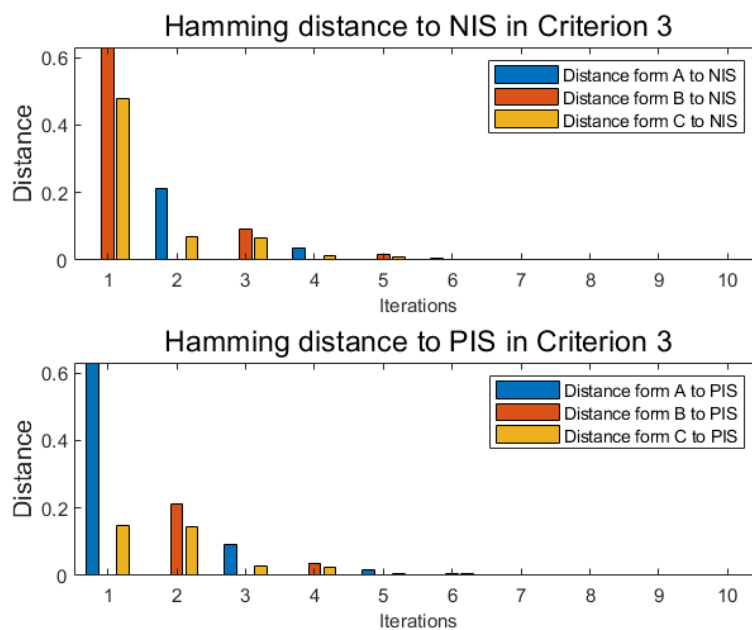 Hamming distance to NIS in Criterion 3
Distance
0.6
0.4
0.2
0
Distance form A to NIS
Distance form B to NIS
Distance form C to NIS
1 2 3 4 5 6 7 8 9 10
Iterations
Hamming distance to PIS in Criterion 3
Distance
0.6
0.4
0.2
0
Distance form A to PIS
Distance form B to PIS
Distance form C to PIS
1 2 3 4 5 6 7 8 9 10
Iterations